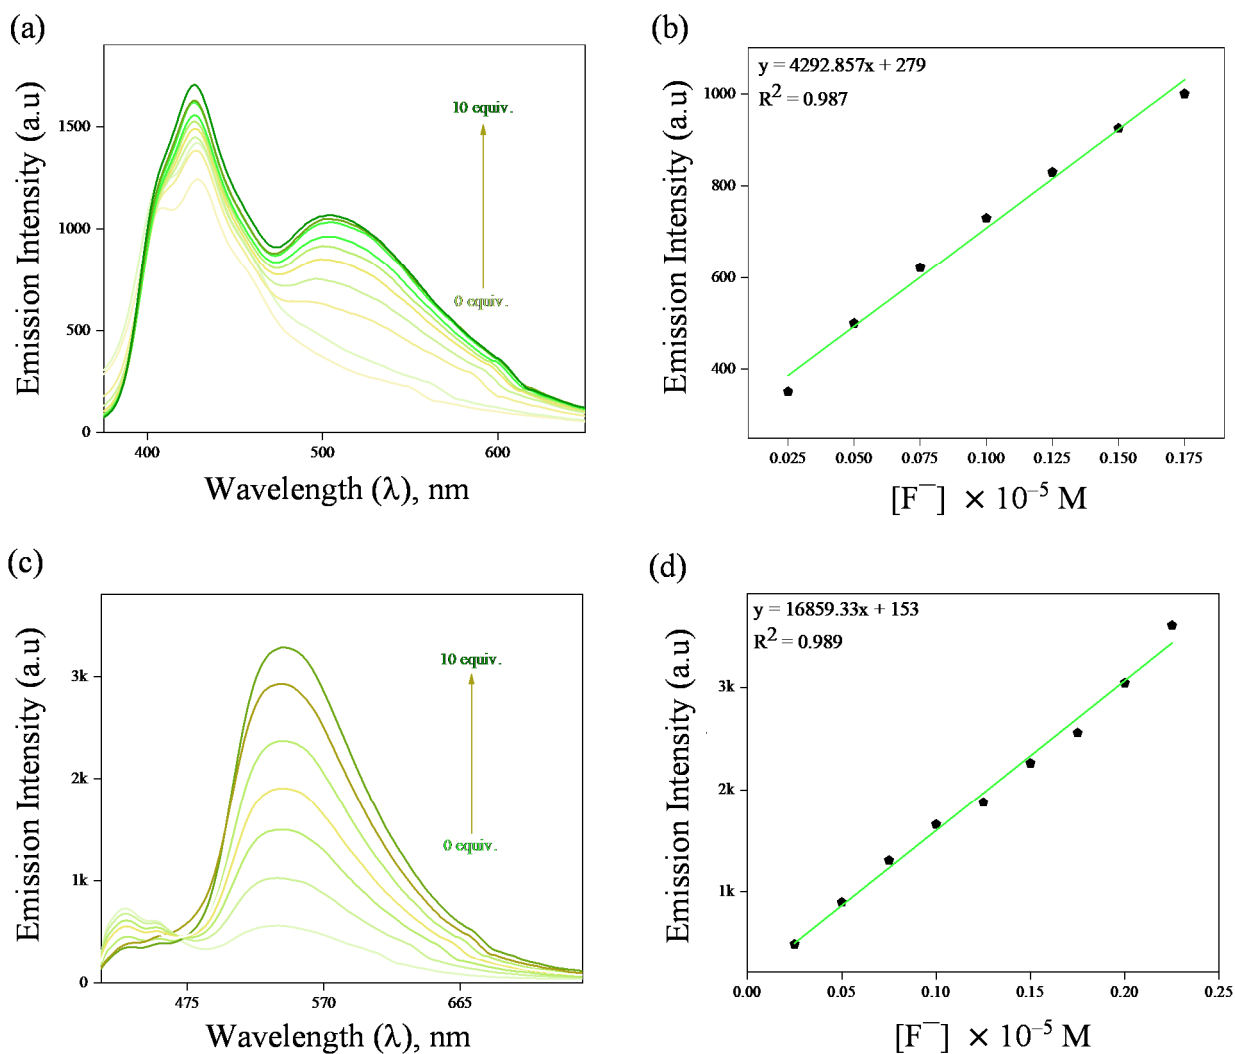 (a)
Emission Intensity (a.u)
1500
1000
500
0
10 equiv.
0 equiv.
400
500
600
Wavelength (λ), nm
(b)
Emission Intensity (a.u)
y = 4292.857x + 279
R² = 0.987
1000
800
600
400
0.025
0.050
0.075
0.100
0.125
0.150
0.175
[F⁻] × 10⁻⁵ M
(c)
Emission Intensity (a.u)
3k
2k
1k
0
10 equiv.
0 equiv.
475
570
665
Wavelength (λ), nm
(d)
Emission Intensity (a.u)
y = 16859.33x + 153
R² = 0.989
3k
2k
1k
0.00
0.05
0.10
0.15
0.20
0.25
[F⁻] × 10⁻⁵ M